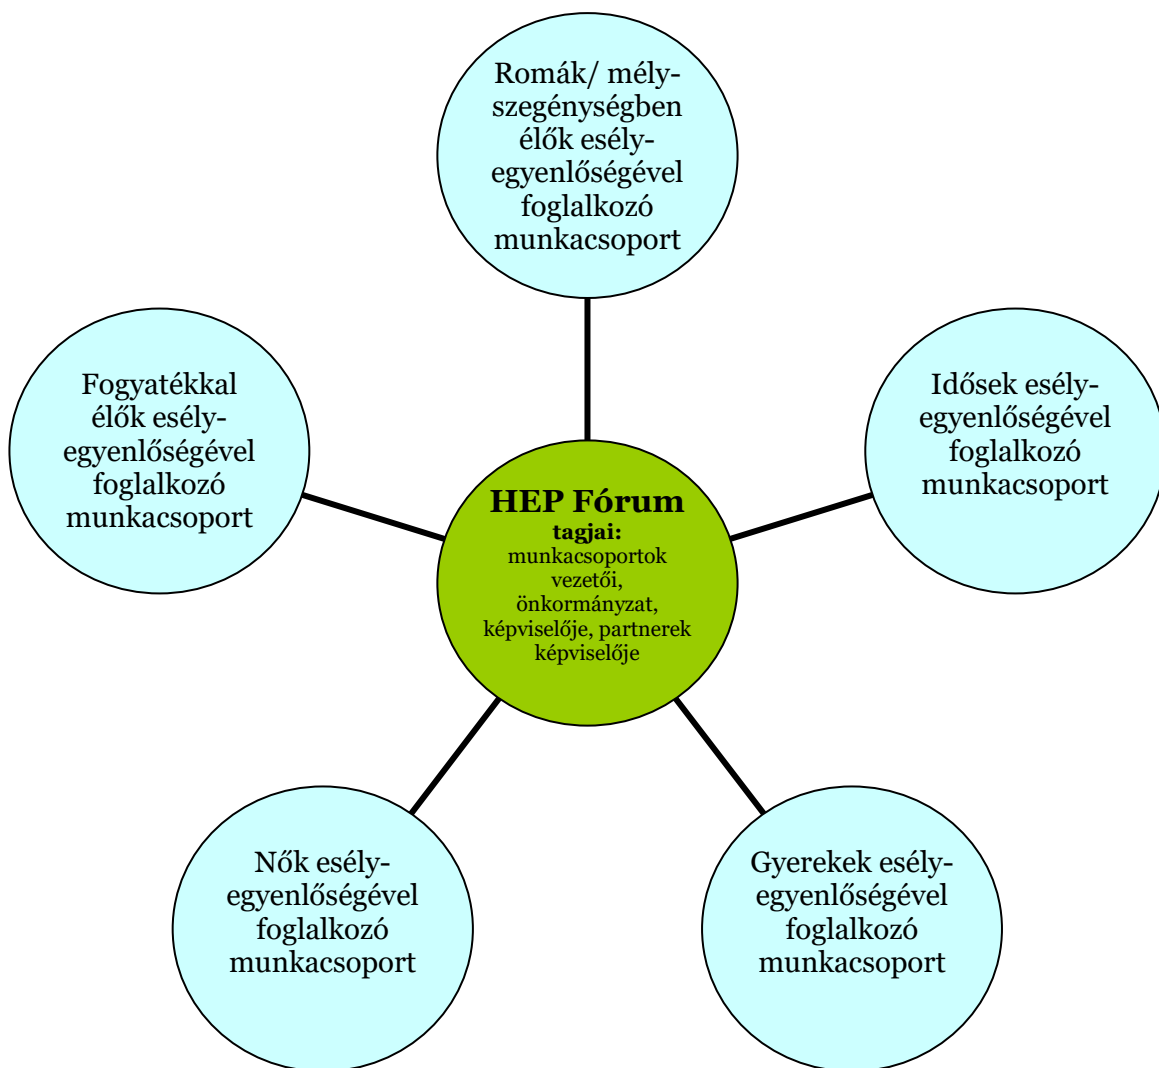 Romák/ mély-
szegénységben
élők esély-
egyenlőségével
foglalkozó
munkacsoport
Fogyatékkal
élők esély-
egyenlőségével
foglalkozó
munkacsoport
Idősek esély-
egyenlőségével
foglalkozó
munkacsoport
HEP Fórum
tagjai:
munkacsoportok
vezetői,
önkormányzat,
képviselője, partnerek
képviselője
Nők esély-
egyenlőségével
foglalkozó
munkacsoport
Gyerekek esély-
egyenlőségével
foglalkozó
munkacsoport